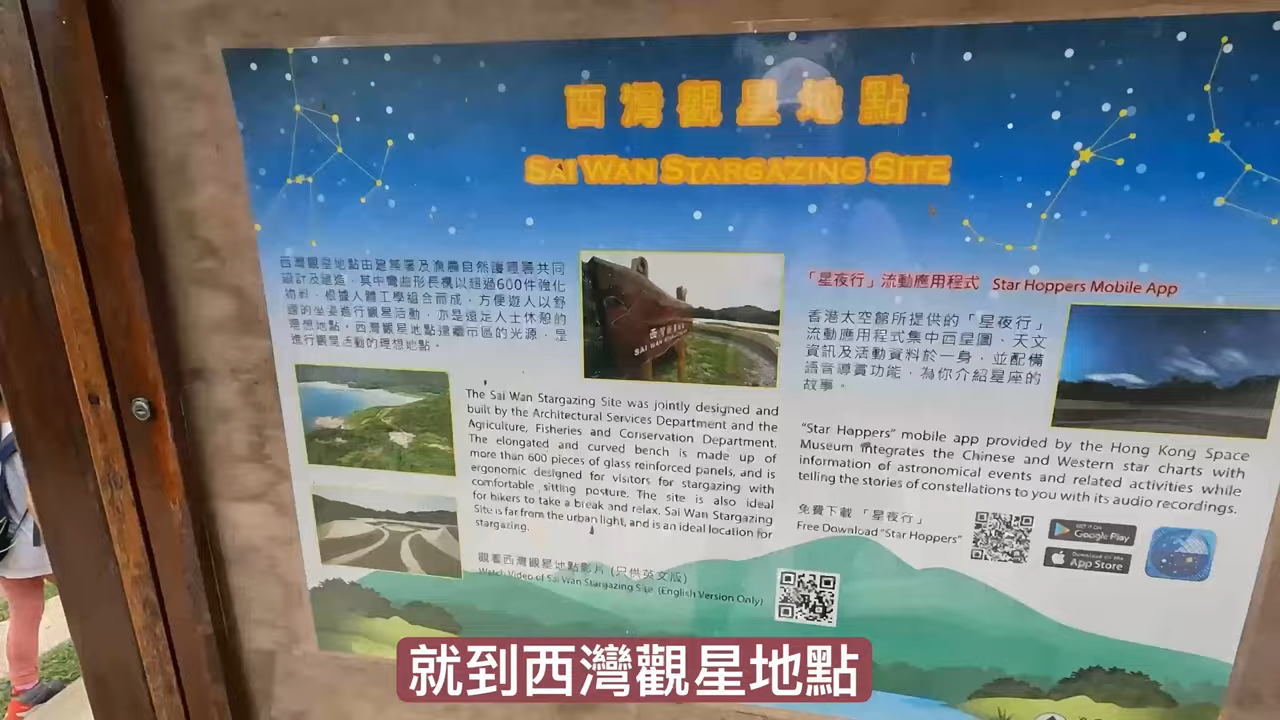 西灣觀星地點
SAI WAN STARGAZING SITE
西灣觀星地點由建築署及漁農自然護理署共同
設計及建造，其中彎曲形長櫈以超過600件強化
物料，根據人體工學組合而成，方便遊人以舒
適的坐姿進行觀星活動，亦是遠足人士休憩的
理想地點。西灣觀星地點遠離市區的光源，是
進行觀星活動的理想地點。
西灣觀星地點
SAI WAN
The Sai Wan Stargazing Site was jointly designed and
built by the Architectural Services Department and the
Agriculture, Fisheries and Conservation Department.
The elongated and curved bench is made up of
more than 600 pieces of glass reinforced panels, and is
ergonomic designed for visitors for stargazing with
comfortable sitting posture. The site is also ideal
for hikers to take a break and relax. Sai Wan Stargazing
Site is far from the urban light, and is an ideal location for
stargazing.
觀看西灣觀星地點影片 (只供英文版)
Watch Video of Sai Wan Stargazing Site (English Version Only)
「星夜行」流動應用程式 Star Hoppers Mobile App
香港太空館所提供的「星夜行」
流動應用程式集中西星圖、天文
資訊及活動資料於一身，並配備
語音導賞功能，為你介紹星座的
故事。
“Star Hoppers” mobile app provided by the Hong Kong Space
Museum integrates the Chinese and Western star charts with
information of astronomical events and related activities while
telling the stories of constellations to you with its audio recordings.
免費下載「星夜行」
Free Download “Star Hoppers”
GET IT ON
Google Play
Download on the
App Store
就到西灣觀星地點